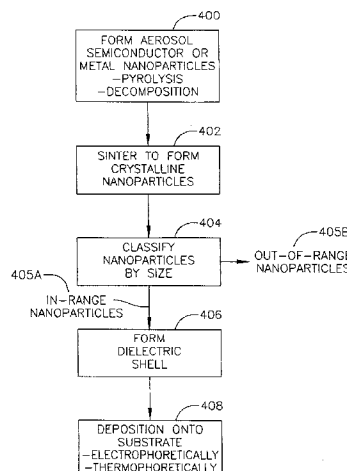 400
FORM AEROSOL
SEMICONDUCTOR OR
METAL NANOPARTICLES
-PYROLYSIS
-DECOMPOSITION
402
SINTER TO FORM
CRYSTALLINE
NANOPARTICLES
404
CLASSIFY
NANOPARTICLES
BY SIZE
405B
OUT-OF-RANGE
NANOPARTICLES
405A
IN-RANGE
NANOPARTICLES
406
FORM
DIELECTRIC
SHELL
408
DEPOSITION ONTO
SUBSTRATE
-ELECTROPHORETICALLY
-THERMOPHORETICALLY